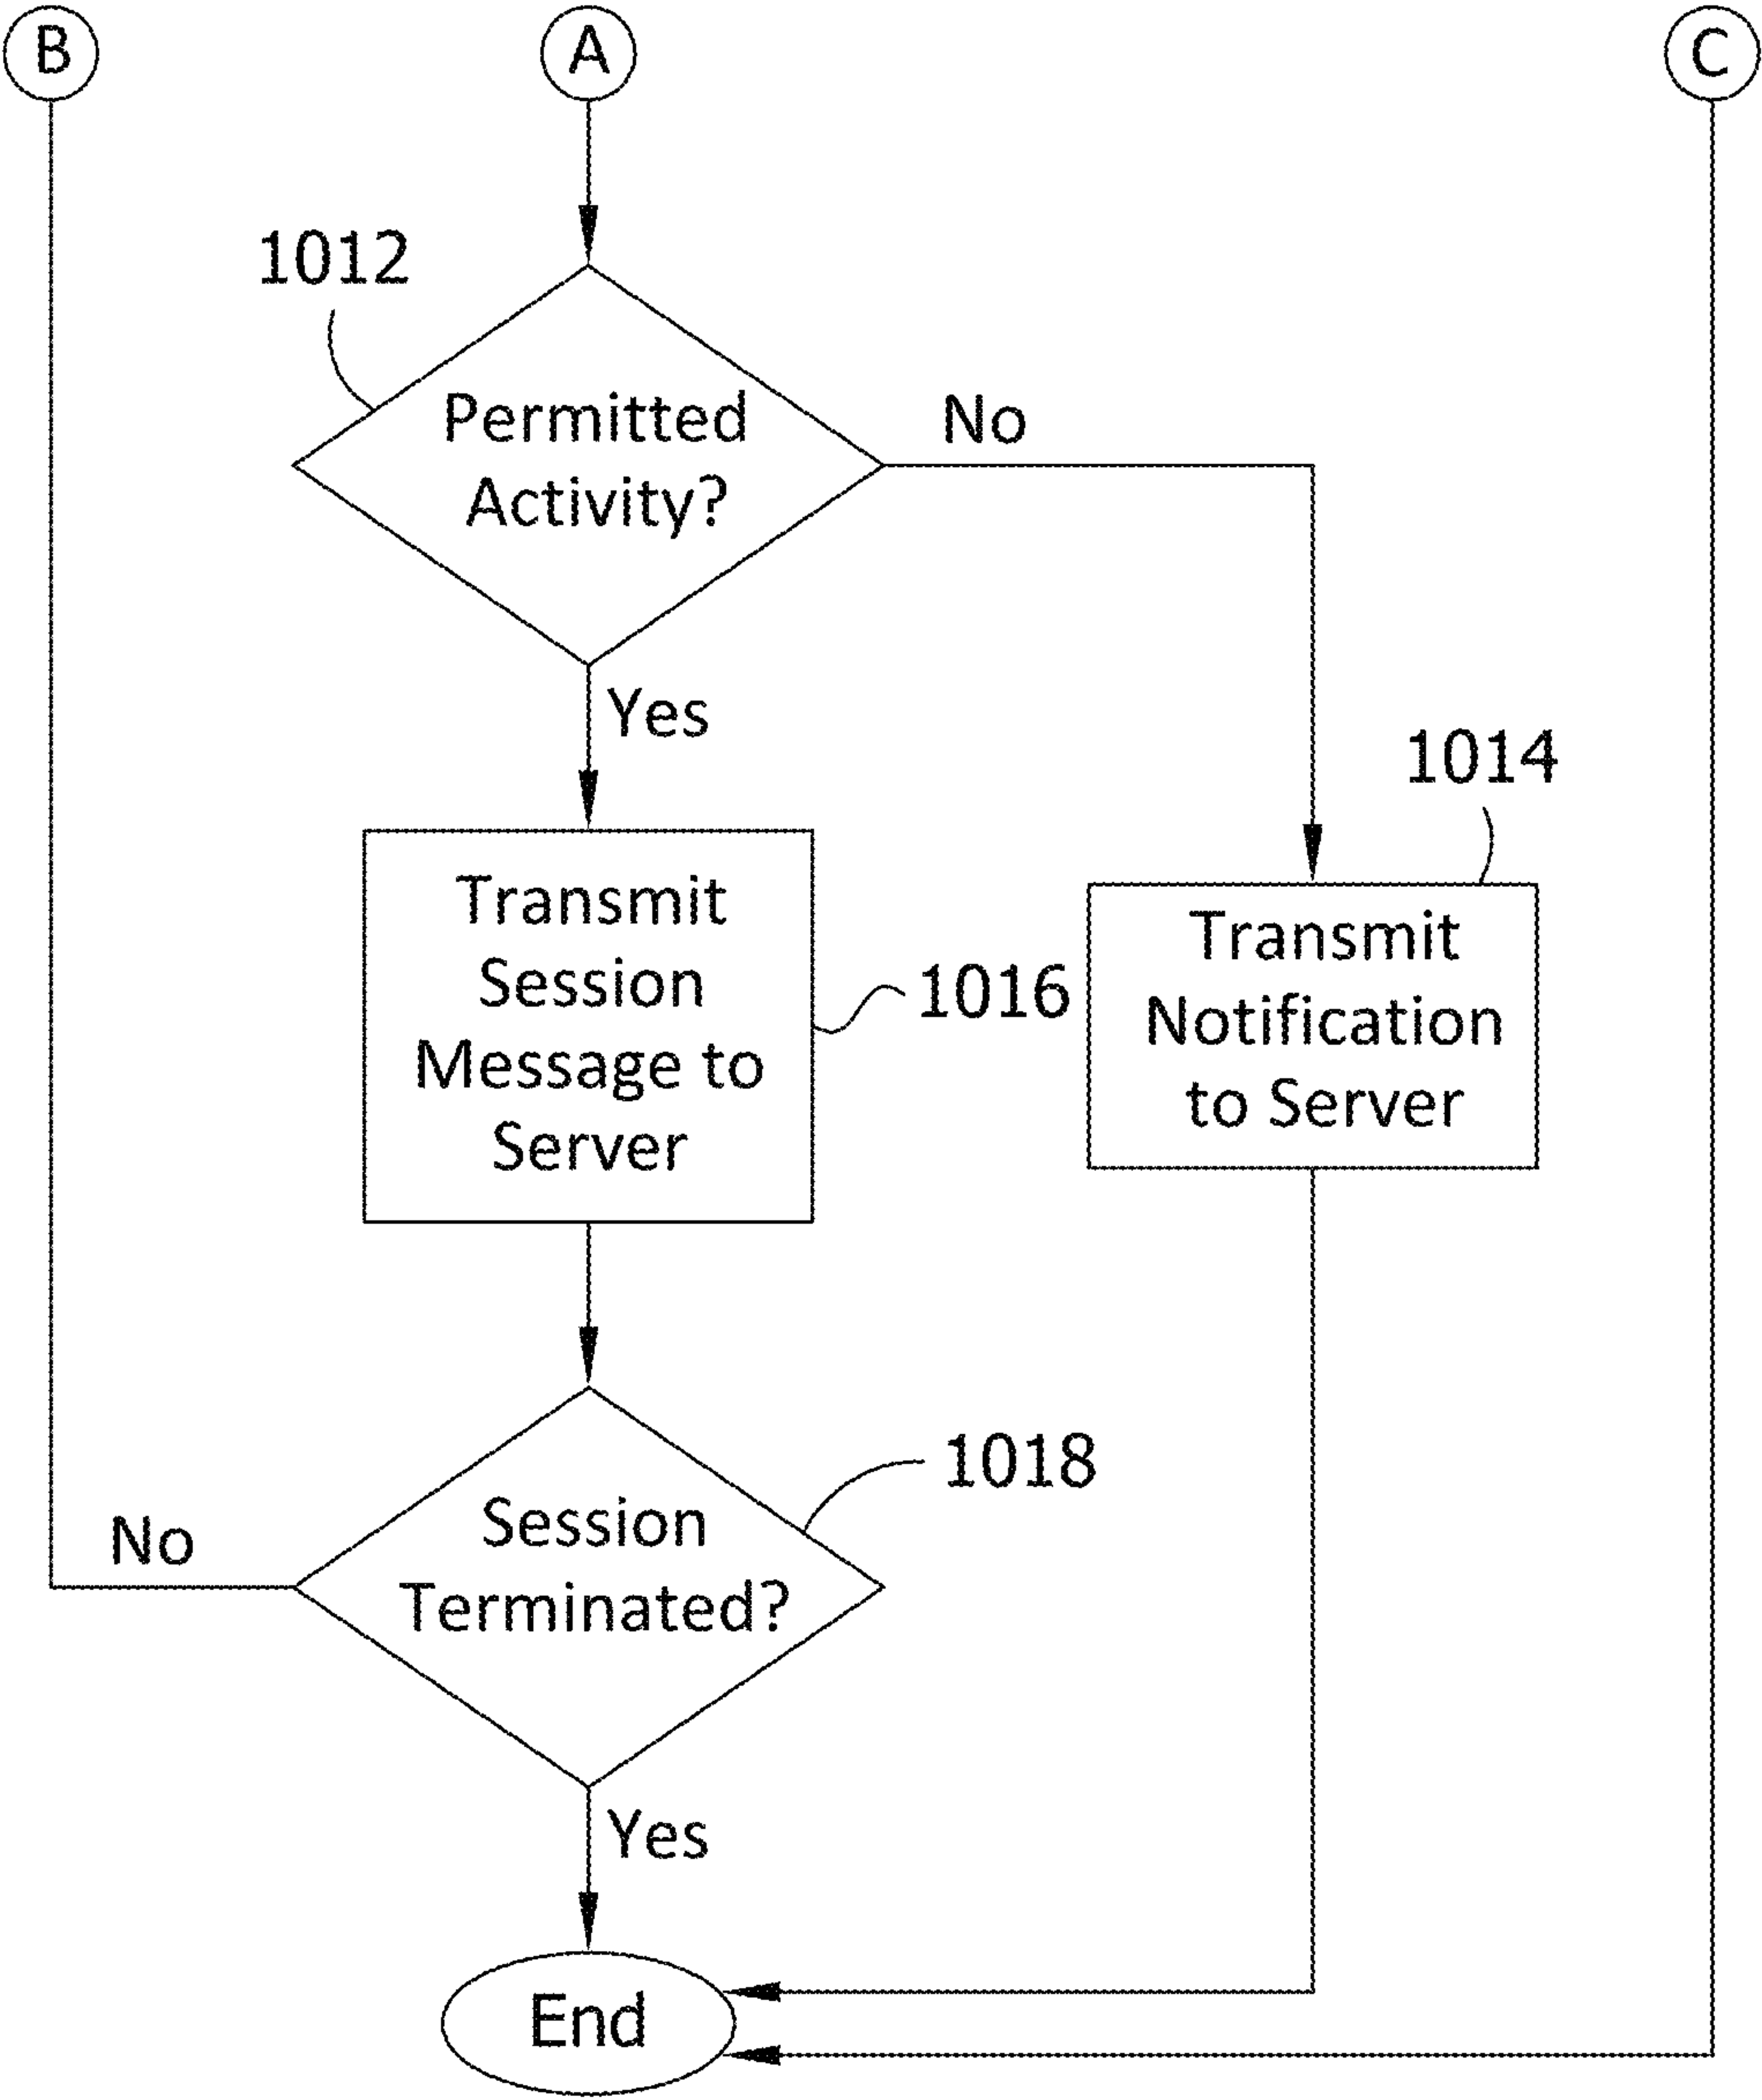 B
A
C
1012
Permitted
Activity?
No
Yes
1014
Transmit
Session
Message to
Server
1016
Transmit
Notification
to Server
1018
Session
Terminated?
No
Yes
End